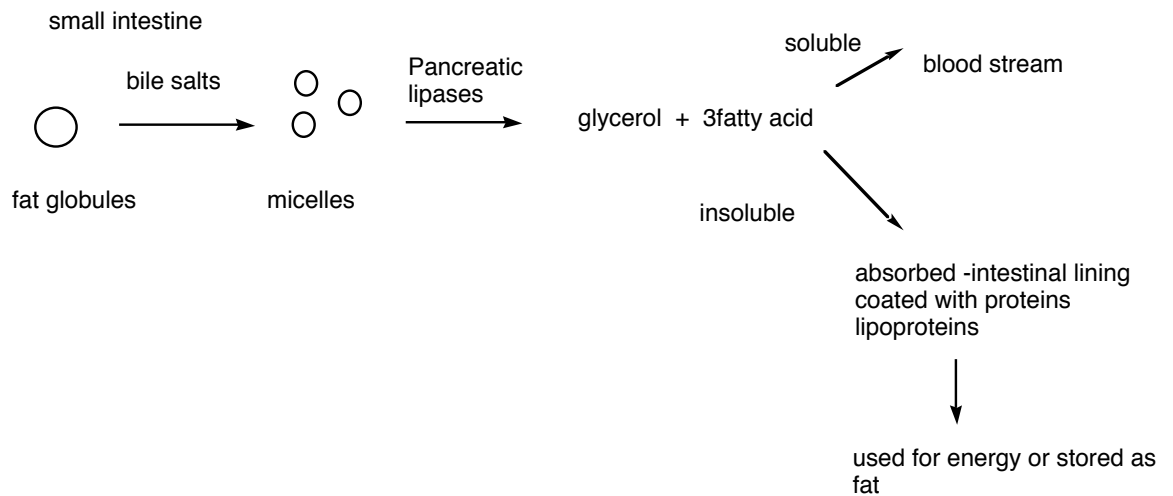 small intestine
bile salts
Pancreatic
lipases
soluble
blood stream
glycerol + 3fatty acid
fat globules
micelles
insoluble
absorbed -intestinal lining
coated with proteins
lipoproteins
used for energy or stored as
fat